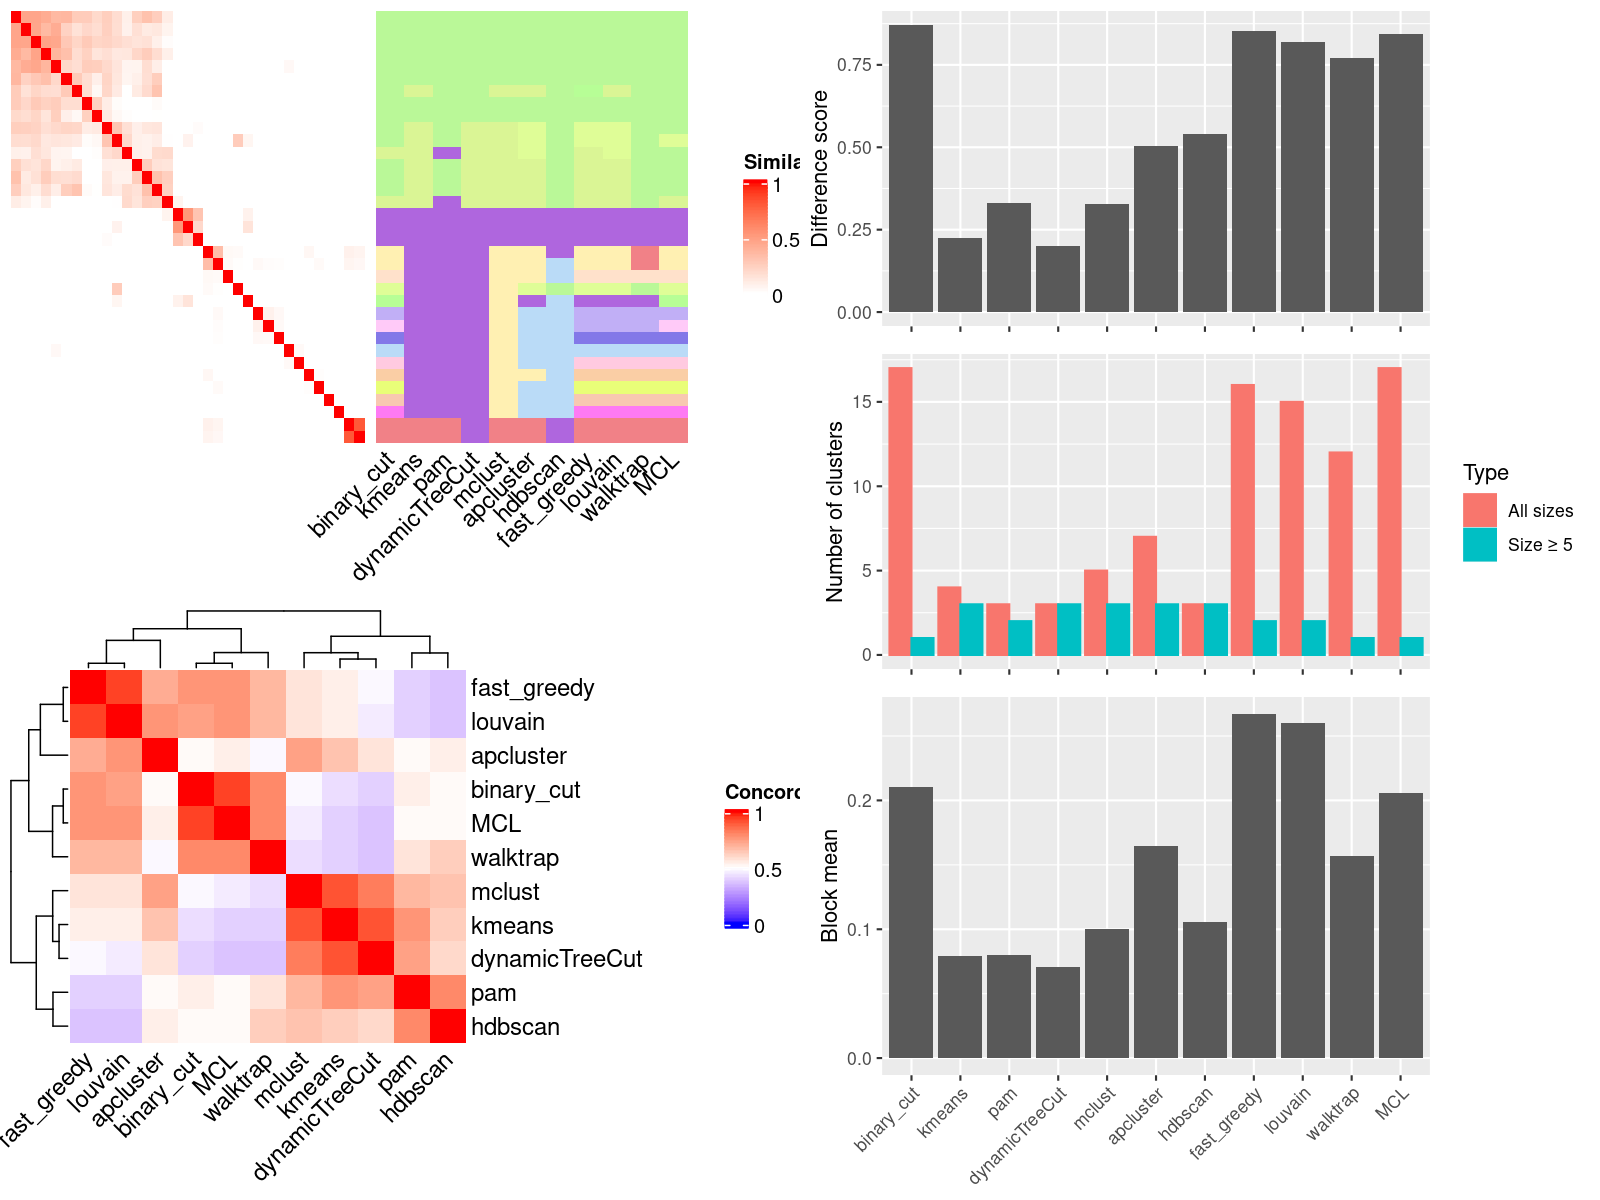 Simila
1
0.5
0
binary_cut
kmeans
pam
dynamicTreeCut
mclust
apcluster
hdbscan
fast_greedy
louvain
walktrap
MCL
Difference score
0.75
0.50
0.25
0.00
Number of clusters
15
10
5
0
Type
All sizes
Size ≥ 5
fast_greedy
louvain
apcluster
binary_cut
MCL
walktrap
mclust
kmeans
dynamicTreeCut
pam
hdbscan
fast_greedy
louvain
apcluster
binary_cut
MCL
walktrap
mclust
kmeans
dynamicTreeCut
pam
hdbscan
Concord
1
0.5
0
Block mean
0.2
0.1
0.0
binary_cut
kmeans
pam
dynamicTreeCut
mclust
apcluster
hdbscan
fast_greedy
louvain
walktrap
MCL